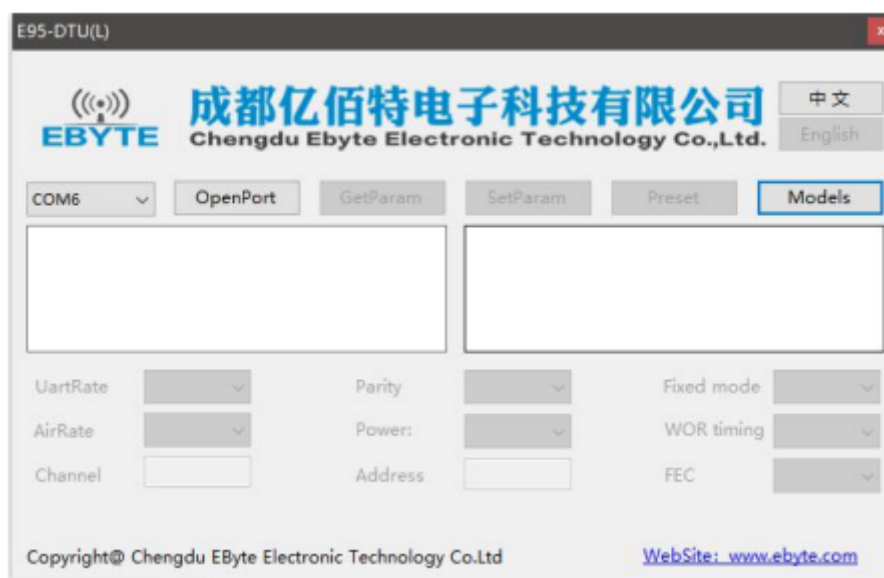 E95-DTU(L)
x
EBYTE
成都亿佰特电子科技有限公司
Chengdu Ebyte Electronic Technology Co.,Ltd.
中文
English
COM6
OpenPort
GetParam
SetParam
Preset
Models
UartRate
Parity
Fixed mode
AirRate
Power:
WOR timing
Channel
Address
FEC
Copyright@ Chengdu EByte Electronic Technology Co.Ltd
WebSite: www.ebyte.com